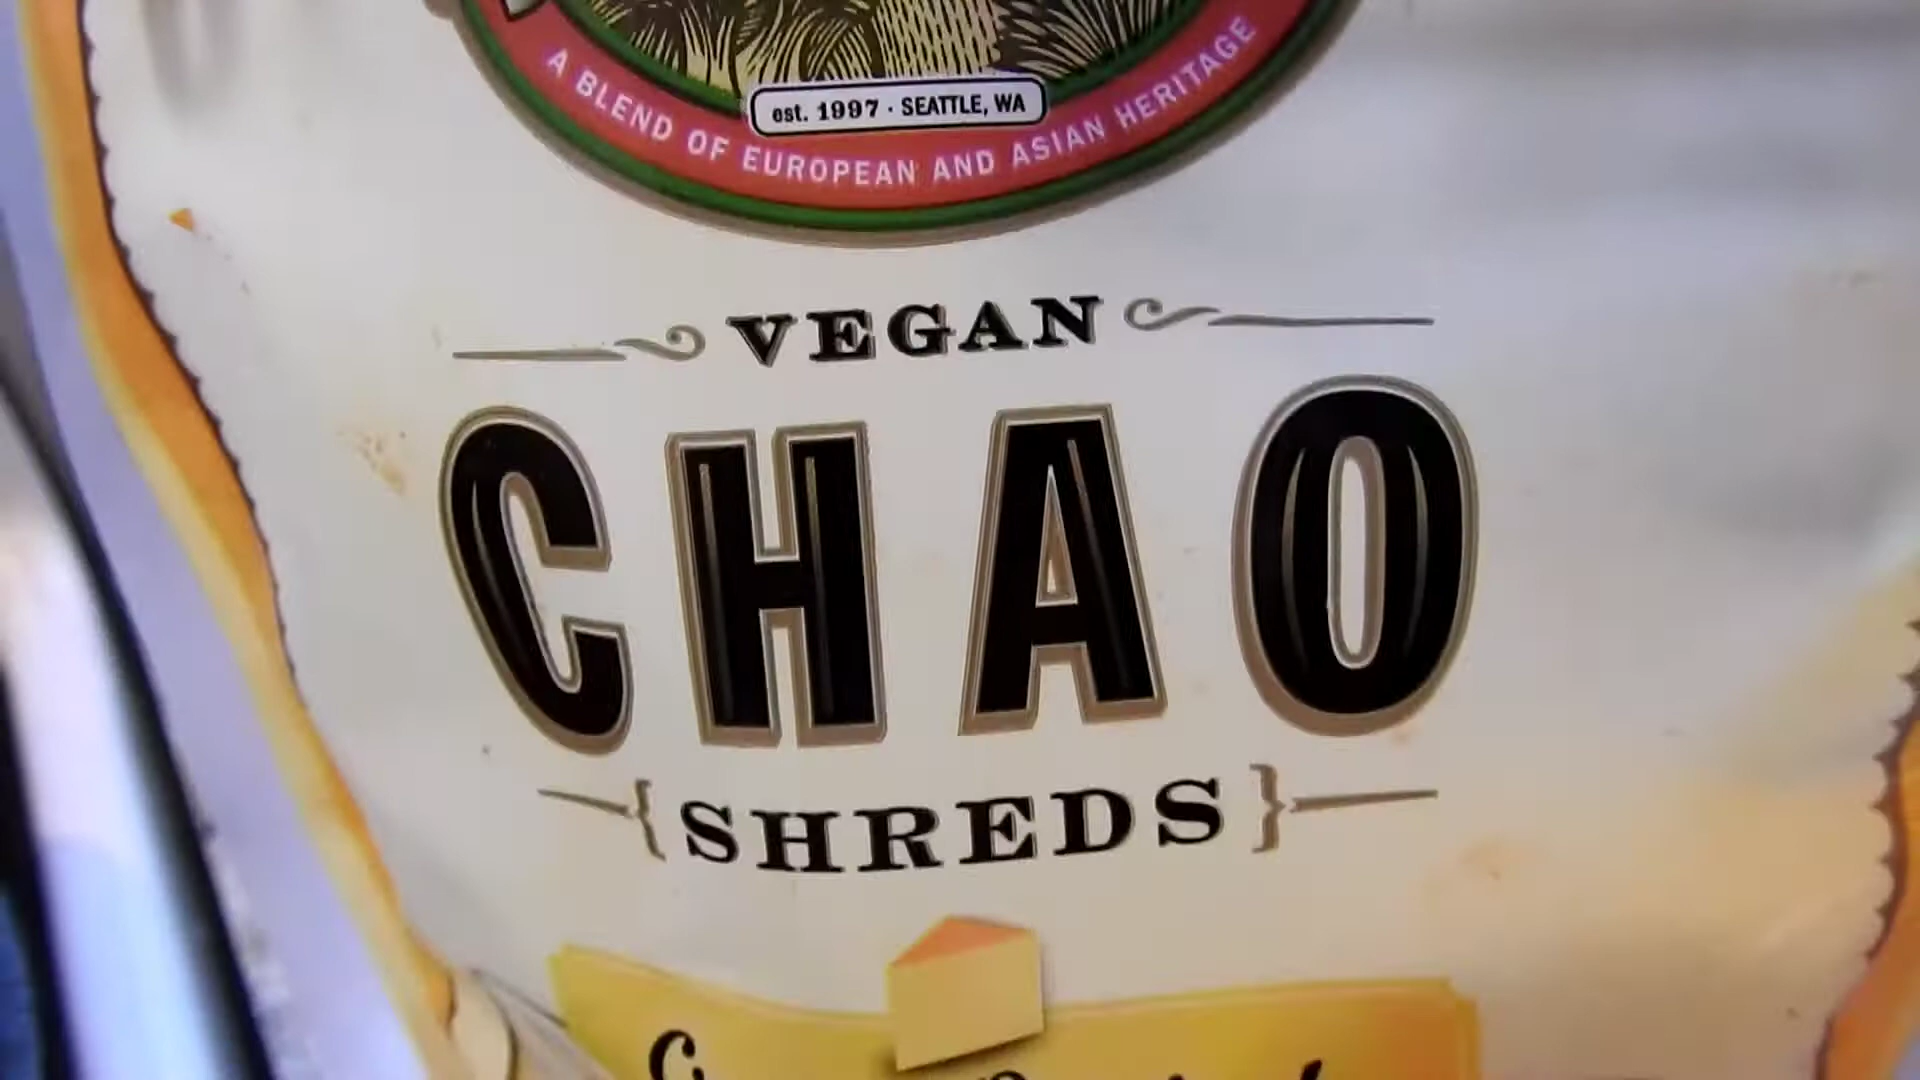 est. 1997 · SEATTLE, WA
A BLEND OF EUROPEAN AND ASIAN HERITAGE
VEGAN
CHAO
{SHREDS}